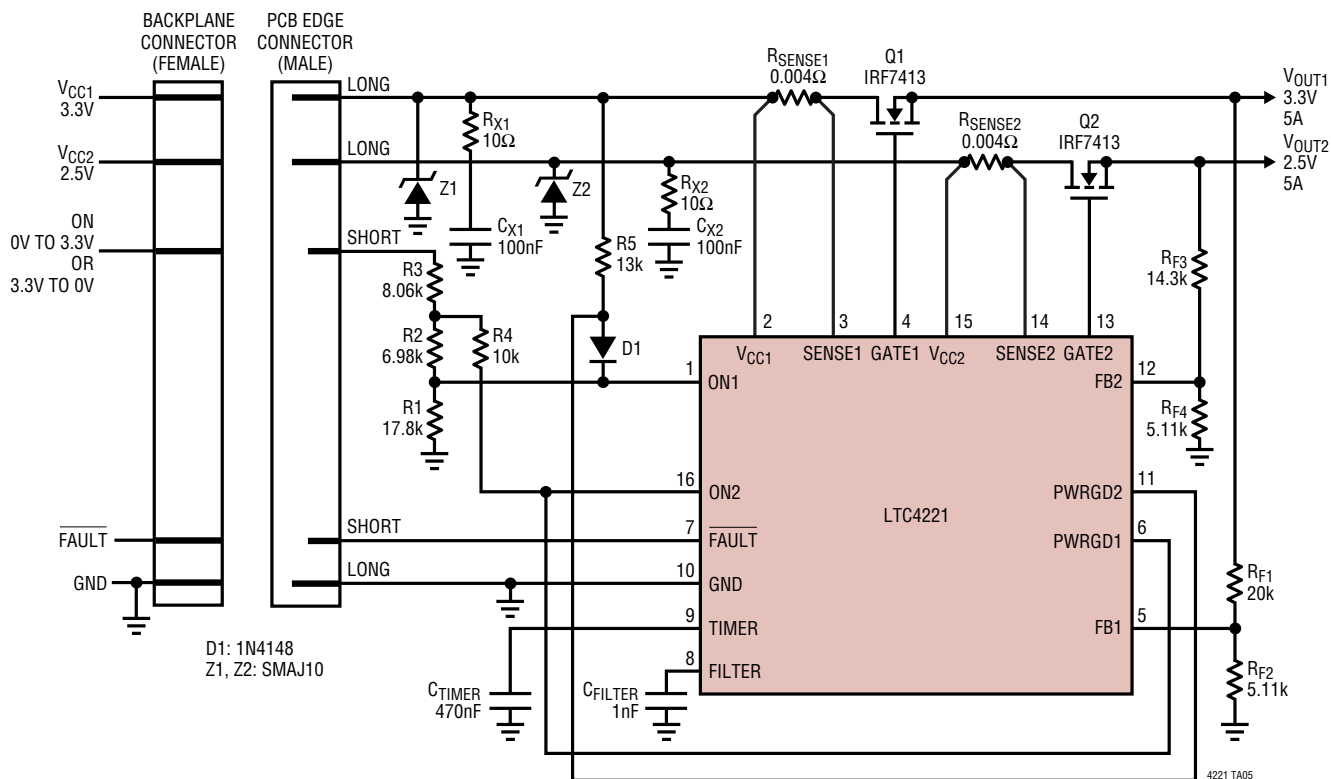 BACKPLANE
CONNECTOR
(FEMALE)
PCB EDGE
CONNECTOR
(MALE)
VCC1
3.3V
LONG
RSENSE1
0.004Ω
Q1
IRF7413
VOUT1
3.3V
5A
VCC2
2.5V
LONG
RX1
10Ω
Z1
Z2
RX2
10Ω
RSENSE2
0.004Ω
Q2
IRF7413
VOUT2
2.5V
5A
ON
0V TO 3.3V
OR
3.3V TO 0V
SHORT
CX1
100nF
CX2
100nF
R3
8.06k
R5
13k
RF3
14.3k
R2
6.98k
R4
10k
D1
2
3
4
15
14
13
VCC1
SENSE1
GATE1
VCC2
SENSE2
GATE2
1
ON1
FB2
12
R1
17.8k
RF4
5.11k
16
ON2
PWRGD2
11
LTC4221
FAULT
SHORT
7
FAULT
PWRGD1
6
GND
LONG
10
GND
RF1
20k
9
TIMER
FB1
5
8
FILTER
D1: 1N4148
Z1, Z2: SMAJ10
CTIMER
470nF
CFILTER
1nF
RF2
5.11k
4221 TA05